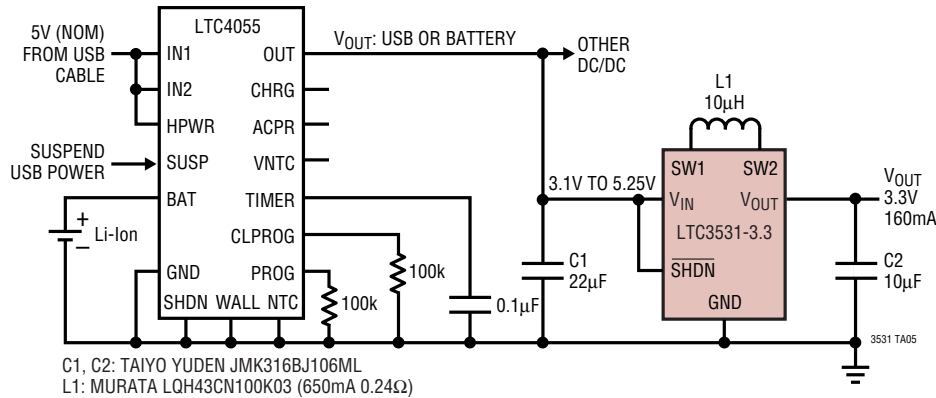 LTC4055
5V (NOM)
FROM USB
CABLE
IN1
IN2
HPWR
SUSPEND
USB POWER
SUSP
BAT
+
–
Li-Ion
GND
SHDN WALL NTC
OUT
CHRG
ACPR
VNTC
TIMER
CLPROG
PROG
VOUT: USB OR BATTERY
OTHER
DC/DC
100k
100k
0.1µF
3.1V TO 5.25V
C1
22µF
L1
10µH
SW1 SW2
VIN VOUT
LTC3531-3.3
SHDN
GND
VOUT
3.3V
160mA
C2
10µF
3531 TA05
C1, C2: TAIYO YUDEN JMK316BJ106ML
L1: MURATA LQH43CN100K03 (650mA 0.24Ω)